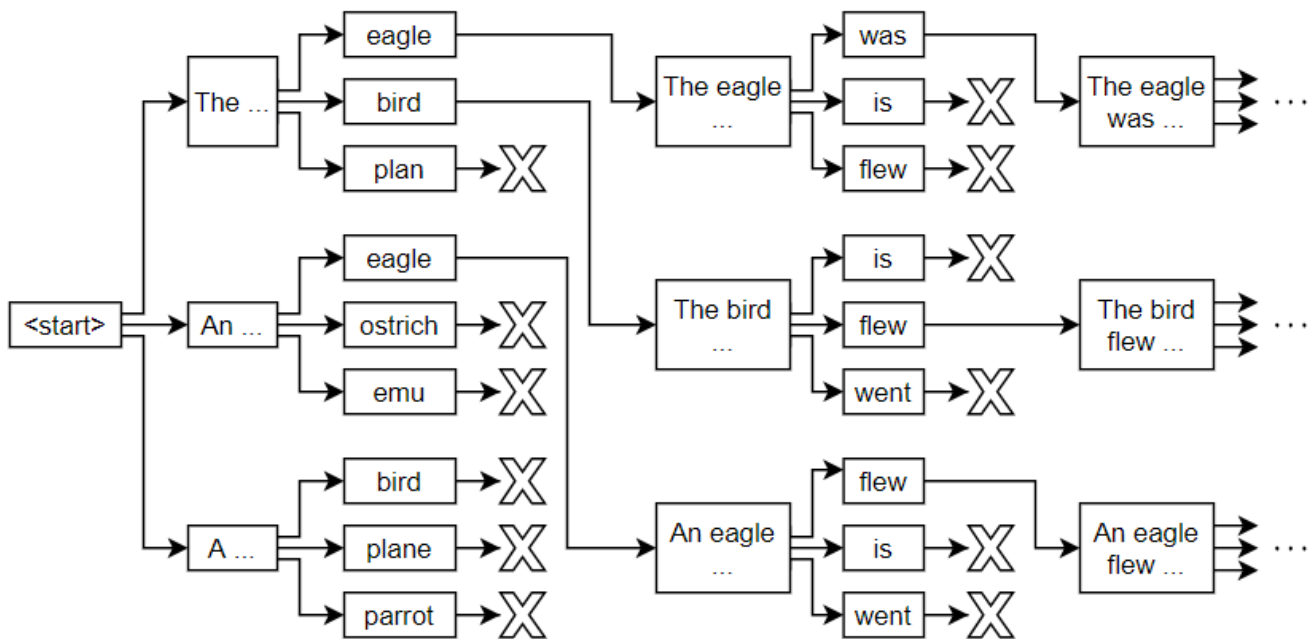 eagle
was
The ...
bird
The eagle
...
is
The eagle
was ...
...
plan
flew
eagle
is
<start>
An ...
ostrich
The bird
...
flew
The bird
flew ...
...
emu
went
bird
flew
A ...
plane
An eagle
...
is
An eagle
flew ...
...
parrot
went